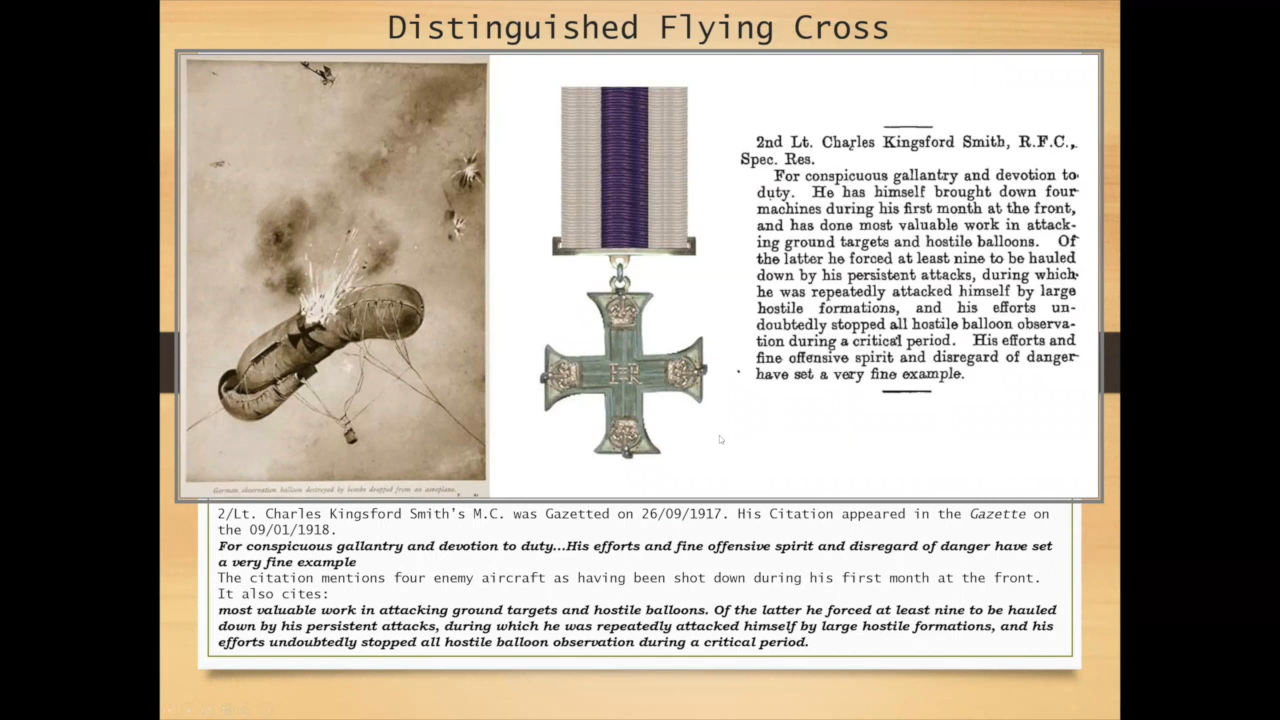 Distinguished Flying Cross
2nd Lt. Charles Kingsford Smith, R.F.C.,
Spec. Res.
For conspicuous gallantry and devotion to
duty. He has himself brought down four
machines during his first month at the front,
and has done most valuable work in attack-
ing ground targets and hostile balloons. Of
the latter he forced at least nine to be hauled
down by his persistent attacks, during which
he was repeatedly attacked himself by large
hostile formations, and his efforts un-
doubtedly stopped all hostile balloon observa-
tion during a critical period. His efforts and
fine offensive spirit and disregard of danger
have set a very fine example.
E II R
German observation balloon destroyed by bombs dropped from an aeroplane.
2/Lt. Charles Kingsford Smith’s M.C. was Gazetted on 26/09/1917. His Citation appeared in the Gazette on
the 09/01/1918.
For conspicuous gallantry and devotion to duty…His efforts and fine offensive spirit and disregard of danger have set
a very fine example
The citation mentions four enemy aircraft as having been shot down during his first month at the front.
It also cites:
most valuable work in attacking ground targets and hostile balloons. Of the latter he forced at least nine to be hauled
down by his persistent attacks, during which he was repeatedly attacked himself by large hostile formations, and his
efforts undoubtedly stopped all hostile balloon observation during a critical period.